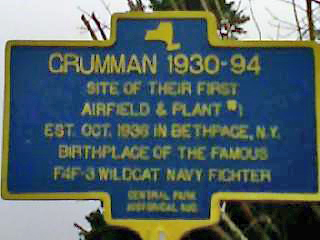 GRUMMAN 1930-94
SITE OF THEIR FIRST
AIRFIELD & PLANT #1
EST. OCT. 1936 IN BETHPAGE, N.Y.
BIRTHPLACE OF THE FAMOUS
F4F-3 WILDCAT NAVY FIGHTER
CENTRAL PARK
HISTORICAL SOC.